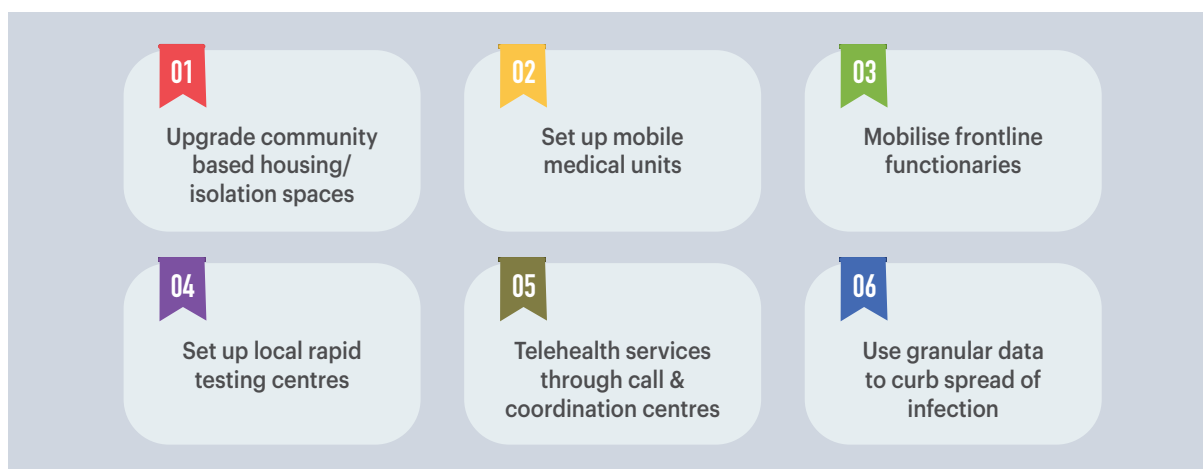 01
Upgrade community
based housing/
isolation spaces
02
Set up mobile
medical units
03
Mobilise frontline
functionaries
04
Set up local rapid
testing centres
05
Telehealth services
through call &
coordination centres
06
Use granular data
to curb spread of
infection